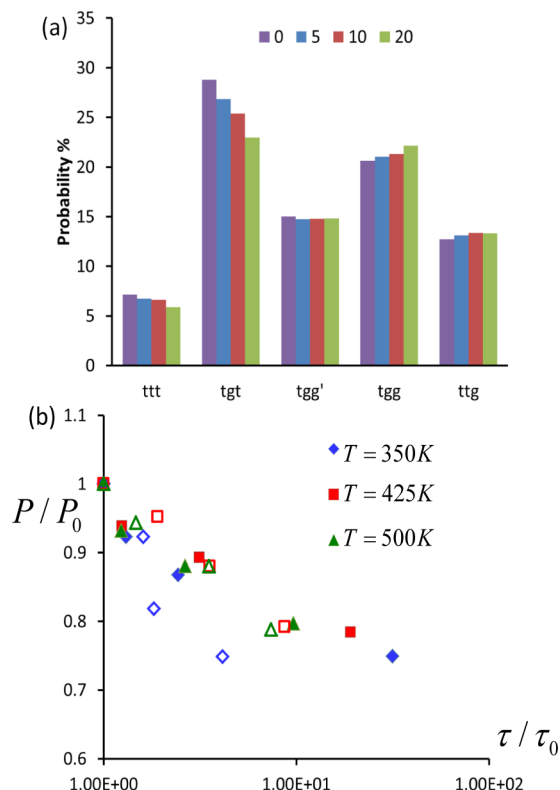 (a)
0 5 10 20
35
30
25
20
15
10
5
0
Probability %
ttt tgt tgg' tgg ttg
(b)
1.1
1
0.9
0.8
0.7
0.6
P / P₀
T = 350K
T = 425K
T = 500K
τ / τ₀
1.00E+00 1.00E+01 1.00E+02